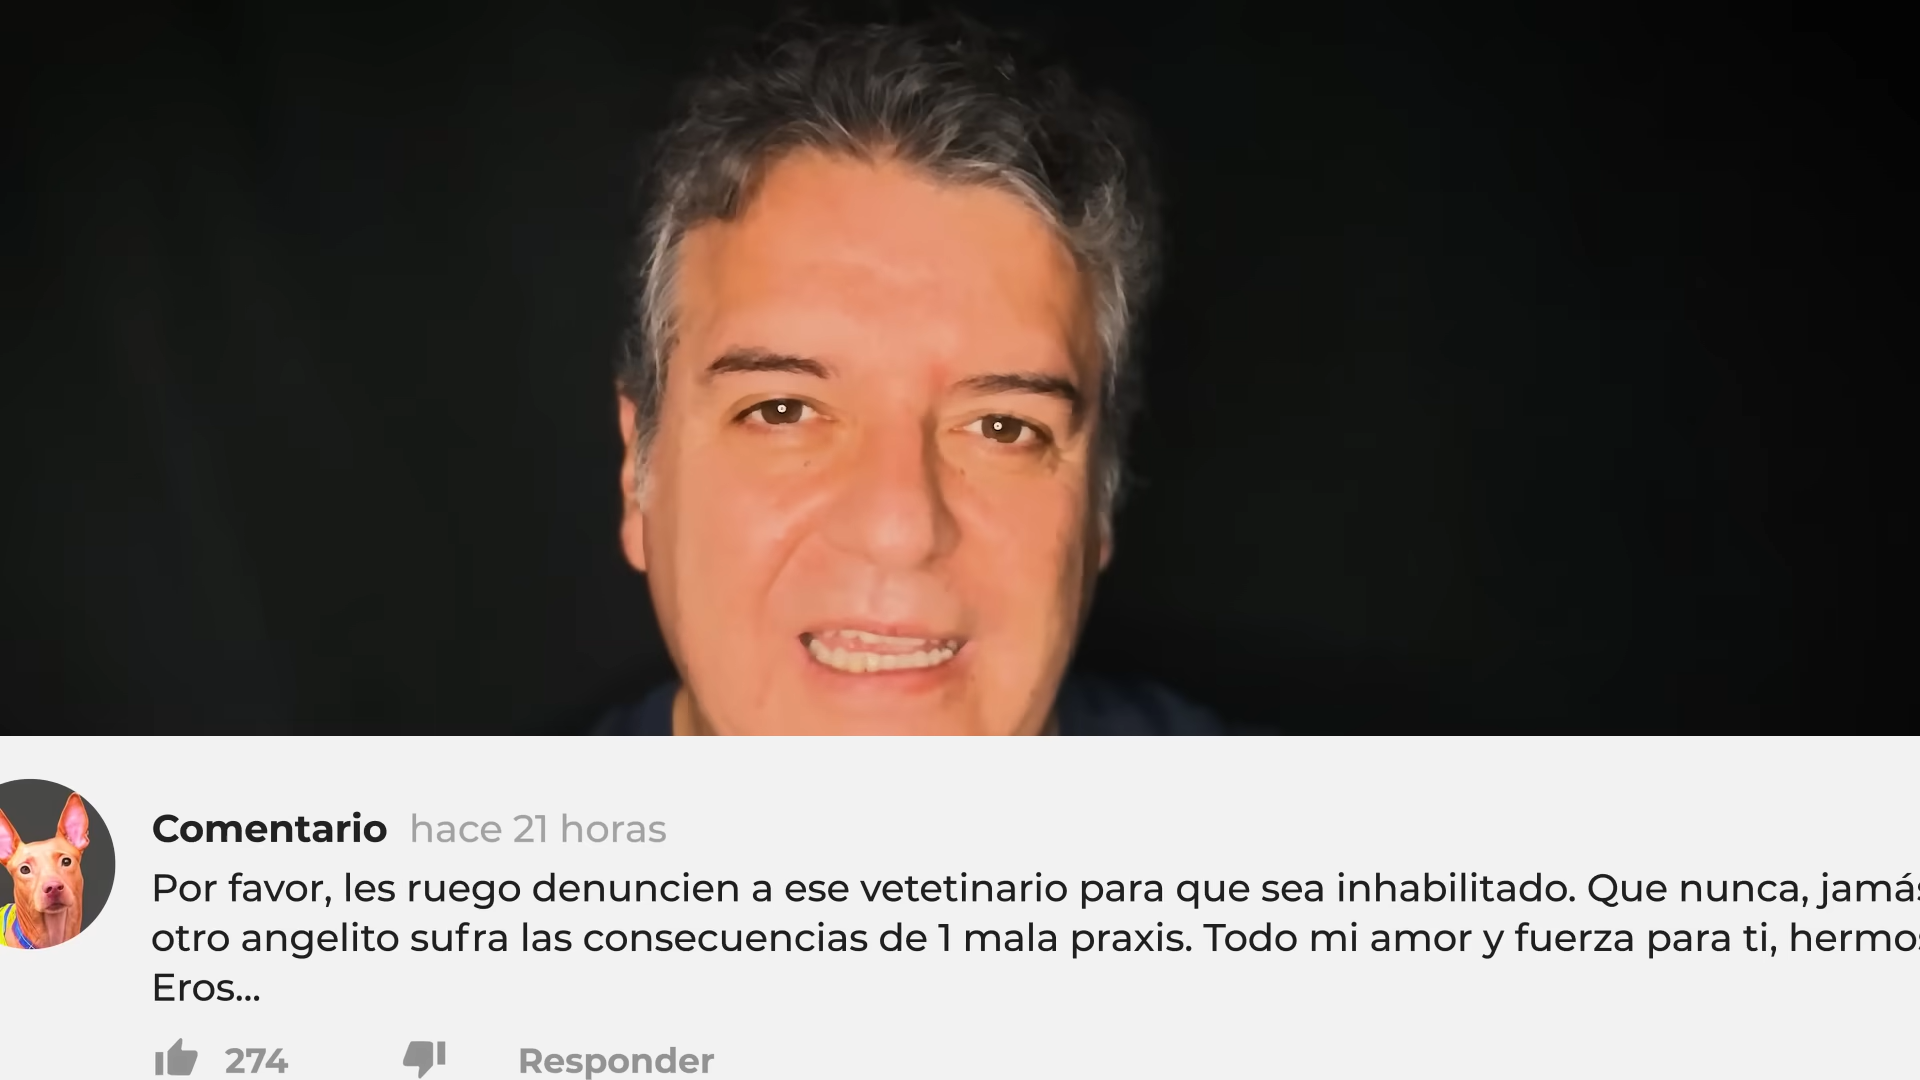 Comentario hace 21 horas
Por favor, les ruego denuncien a ese vetetinario para que sea inhabilitado. Que nunca, jamás
otro angelito sufra las consecuencias de 1 mala praxis. Todo mi amor y fuerza para ti, hermos
Eros...
274 Responder